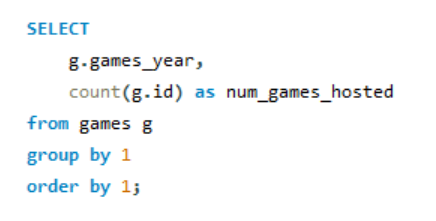 SELECT
    g.games_year,
    count(g.id) as num_games_hosted
from games g
group by 1
order by 1;